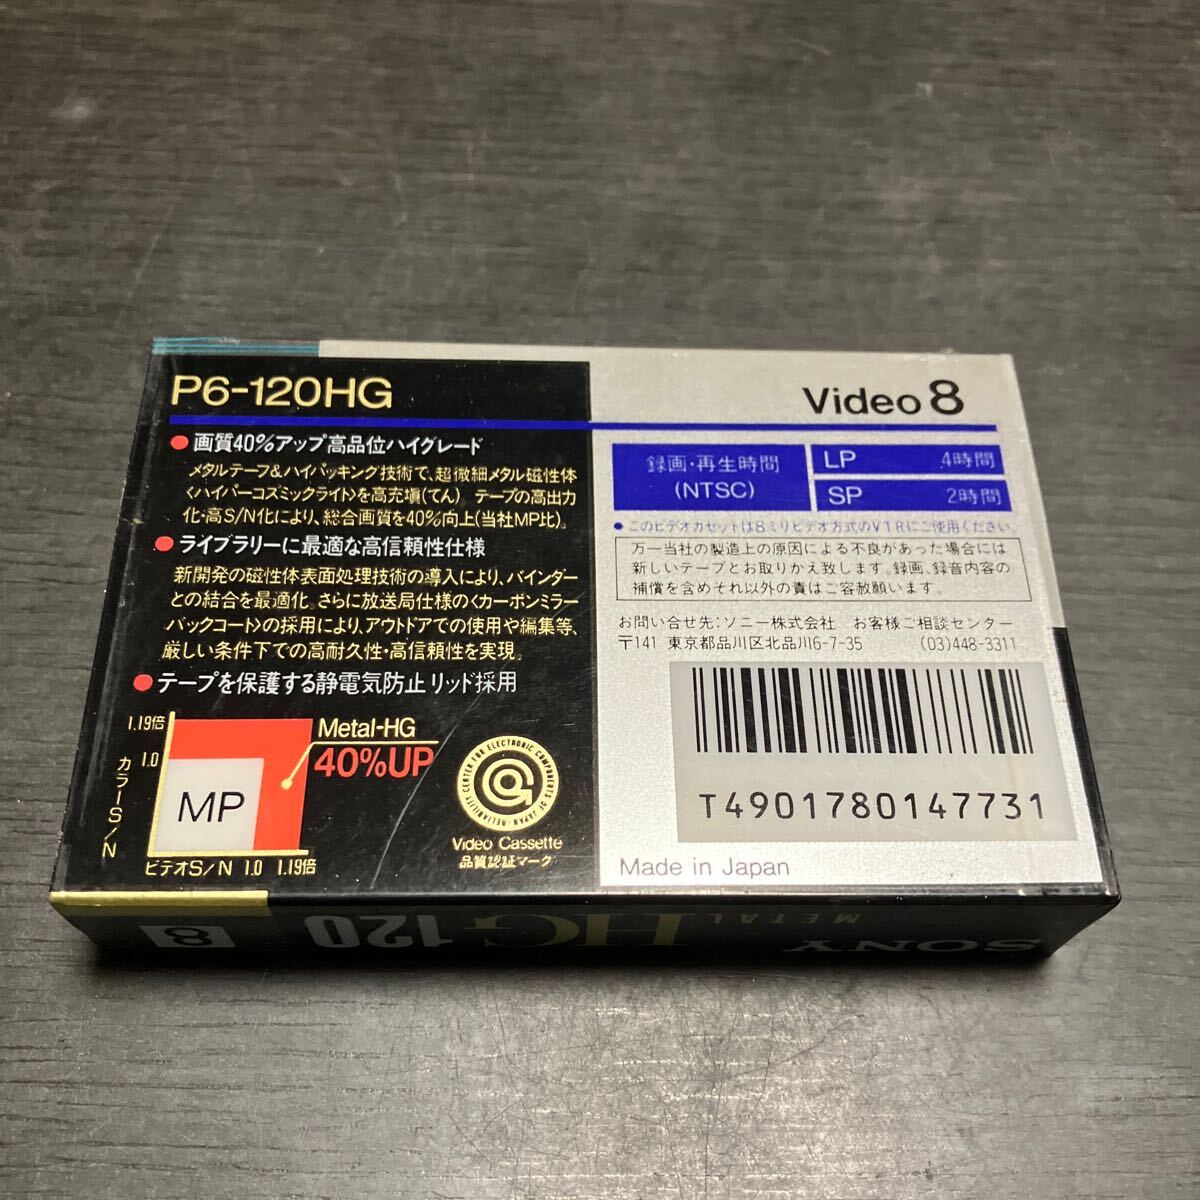 P6-120HG
● 画質40%アップ高品位ハイグレード
メタルテープ&ハイパッキング技術で、超微細メタル磁性体
〈ハイパーコズミックライト〉を高充塡(てん) テープの高出力
化・高S/N化により、総合画質を40%向上(当社MP比)。
● ライブラリーに最適な高信頼性仕様
新開発の磁性体表面処理技術の導入により、バインダー
との結合を最適化。さらに放送局仕様の〈カーボンミラー
バックコート〉の採用により、アウトドアでの使用や編集等、
厳しい条件下での高耐久性・高信頼性を実現。
● テープを保護する静電気防止リッド採用
1.19倍
1.0
カラーS/N
MP
ビデオS/N 1.0 1.19倍
Metal-HG
40%UP
RELIABILITY CENTER FOR ELECTRONIC COMPONENTS OF JAPAN
Video Cassette
品質認証マーク
Video 8
録画・再生時間
(NTSC)
LP 4時間
SP 2時間
● このビデオカセットは8ミリビデオ方式のVTRにご使用ください。
万一当社の製造上の原因による不良があった場合には
新しいテープとお取りかえ致します。録画、録音内容の
補償を含めそれ以外の責はご容赦願います。
お問い合せ先：ソニー株式会社 お客様ご相談センター
〒141 東京都品川区北品川6-7-35 (03)448-3311
T4901780147731
Made in Japan
SONY METAL HG 120 8